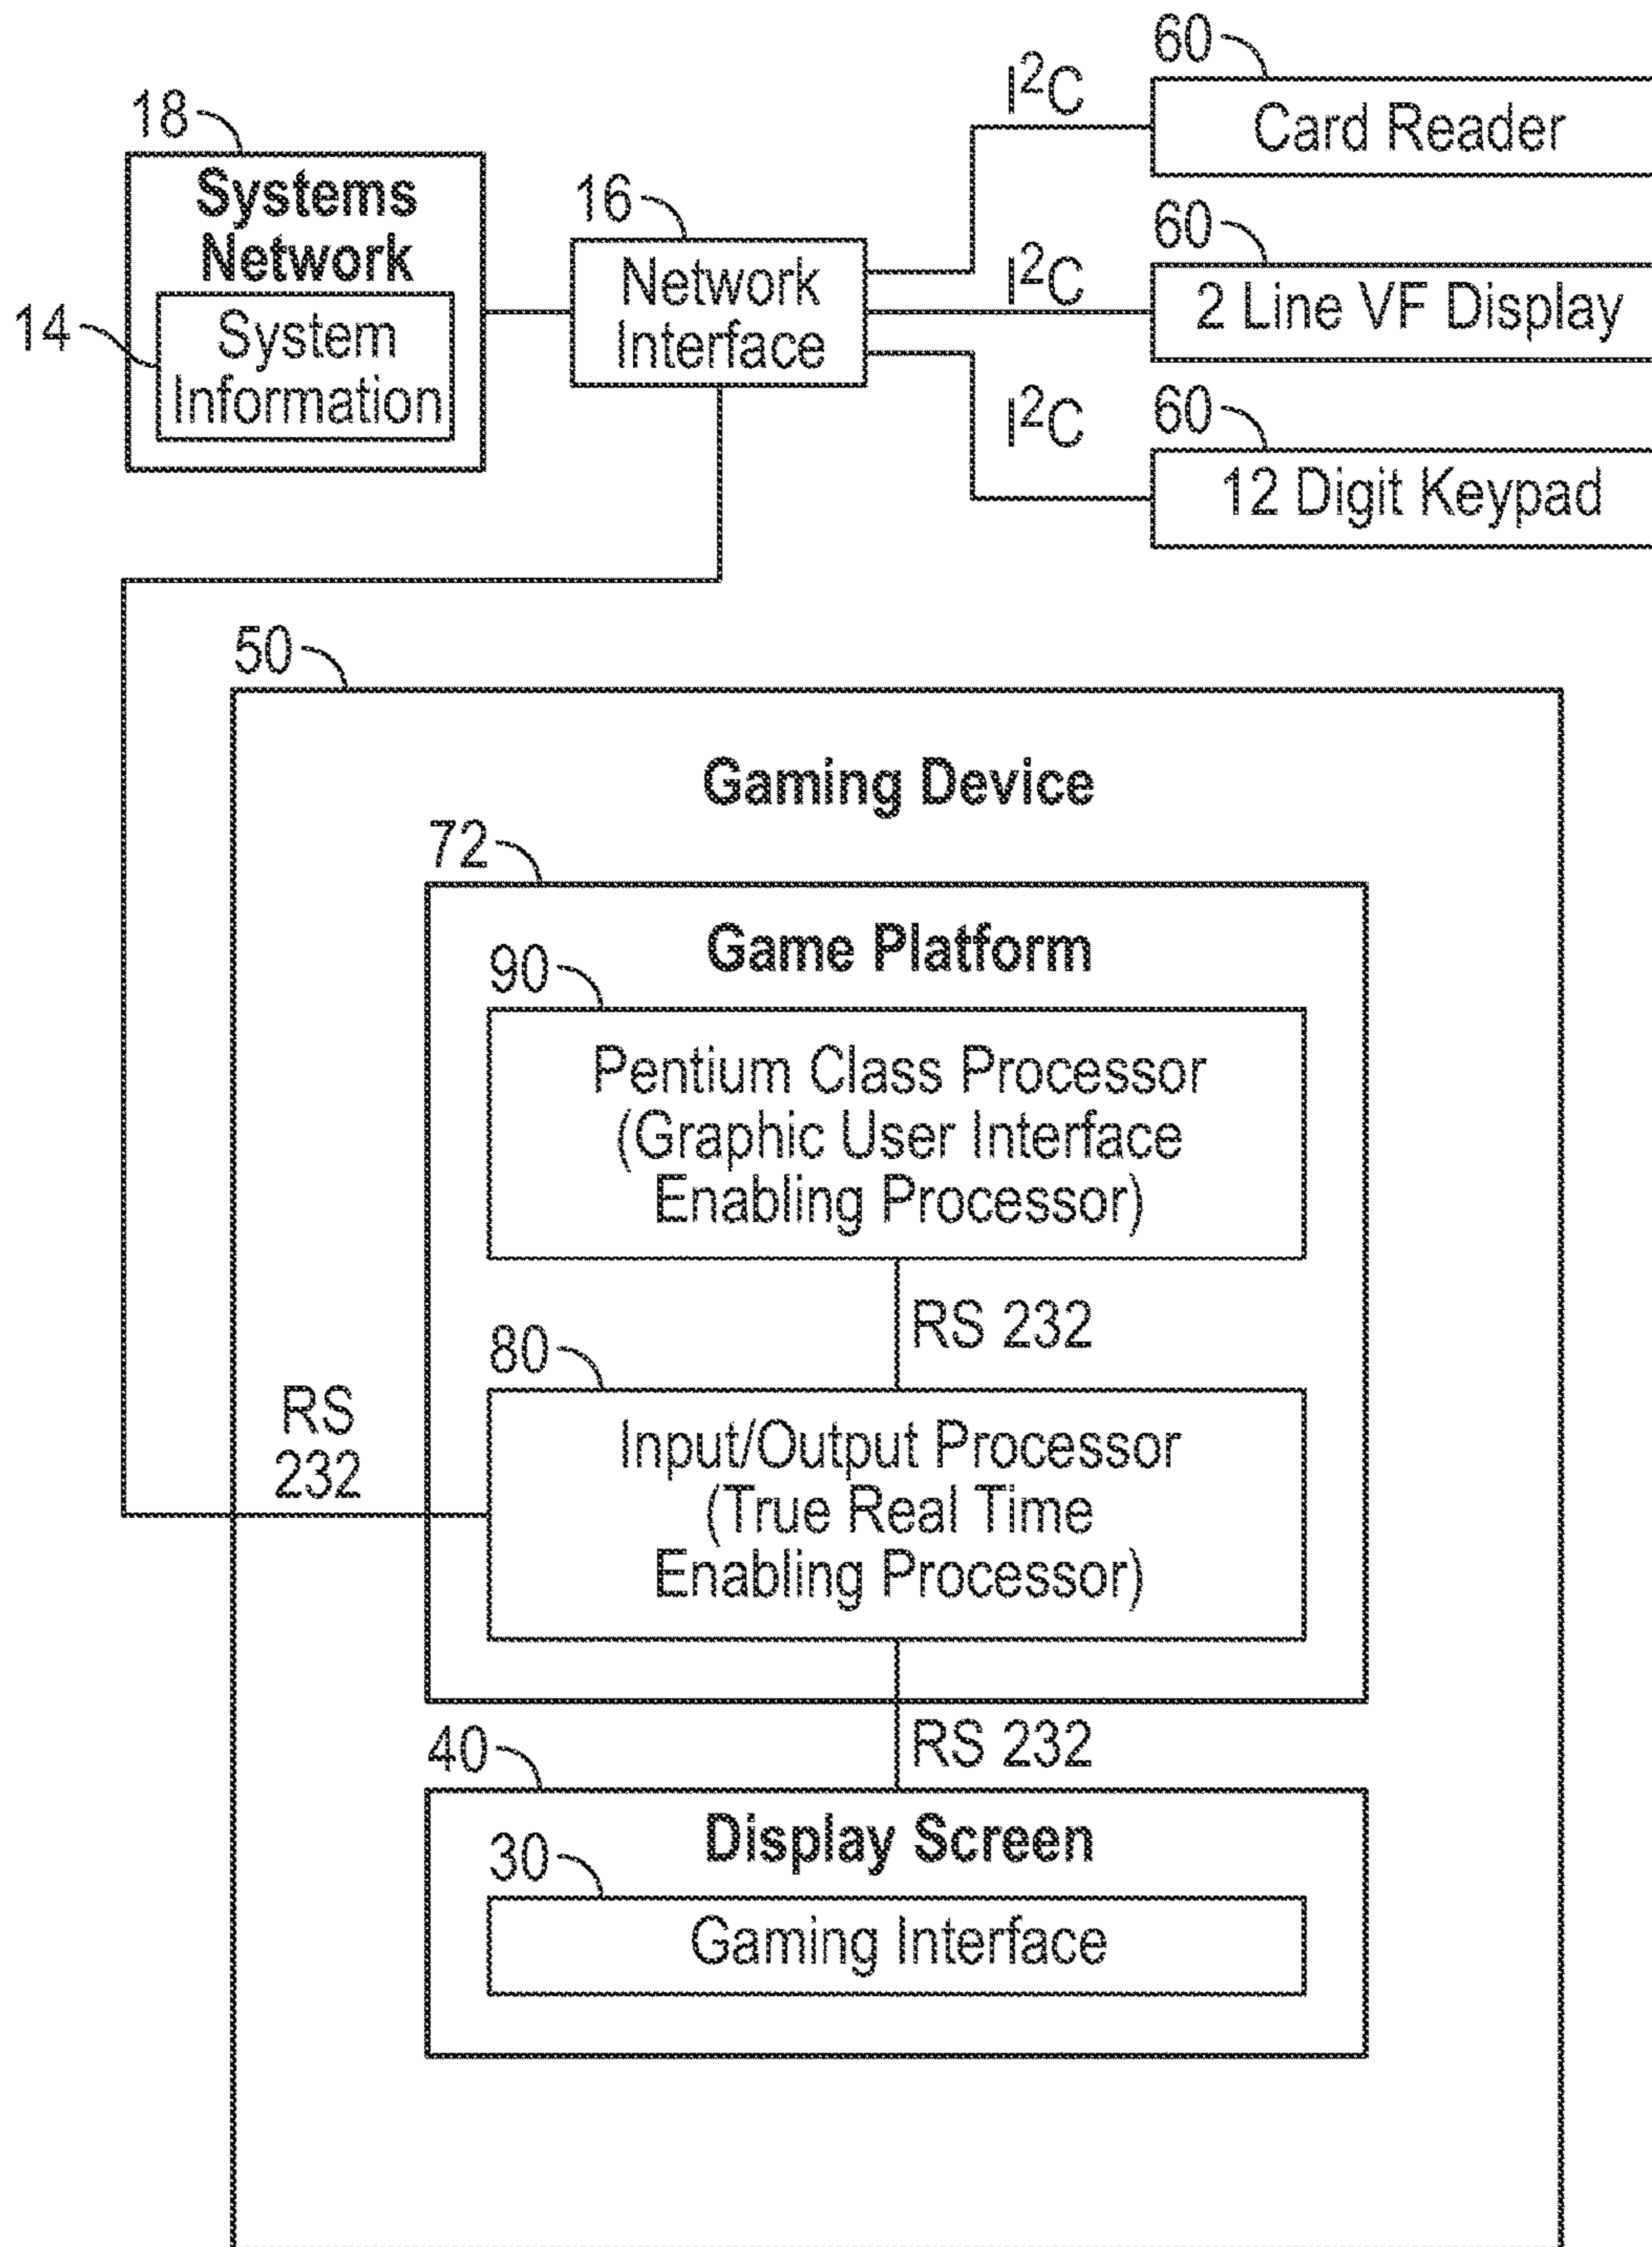 18
Systems
Network
14
System
Information
16
Network
Interface
I²C
60
Card Reader
I²C
60
2 Line VF Display
I²C
60
12 Digit Keypad
50
Gaming Device
72
Game Platform
90
Pentium Class Processor
(Graphic User Interface
Enabling Processor)
RS 232
80
Input/Output Processor
(True Real Time
Enabling Processor)
RS
232
RS 232
40
Display Screen
30
Gaming Interface